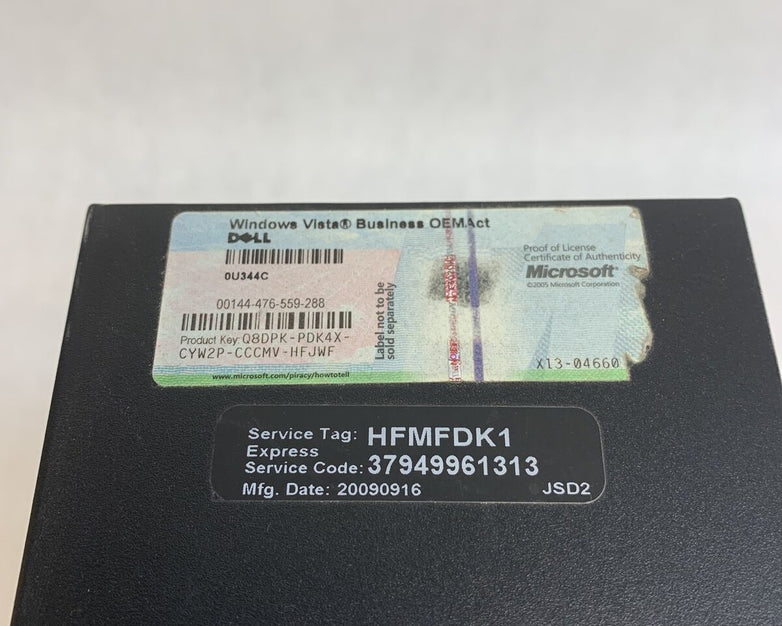 Windows Vista® Business OEMAct
DELL
0U344C
00144-476-559-288
Product Key: Q8DPK-PDK4X-
CYW2P-CCCMV-HFJWF
www.microsoft.com/piracy/howtotell
Label not to be
sold separately
Proof of License
Certificate of Authenticity
Microsoft®
©2005 Microsoft Corporation
X13-04660
Service Tag: HFMFDK1
Express
Service Code: 37949961313
Mfg. Date: 20090916 JSD2